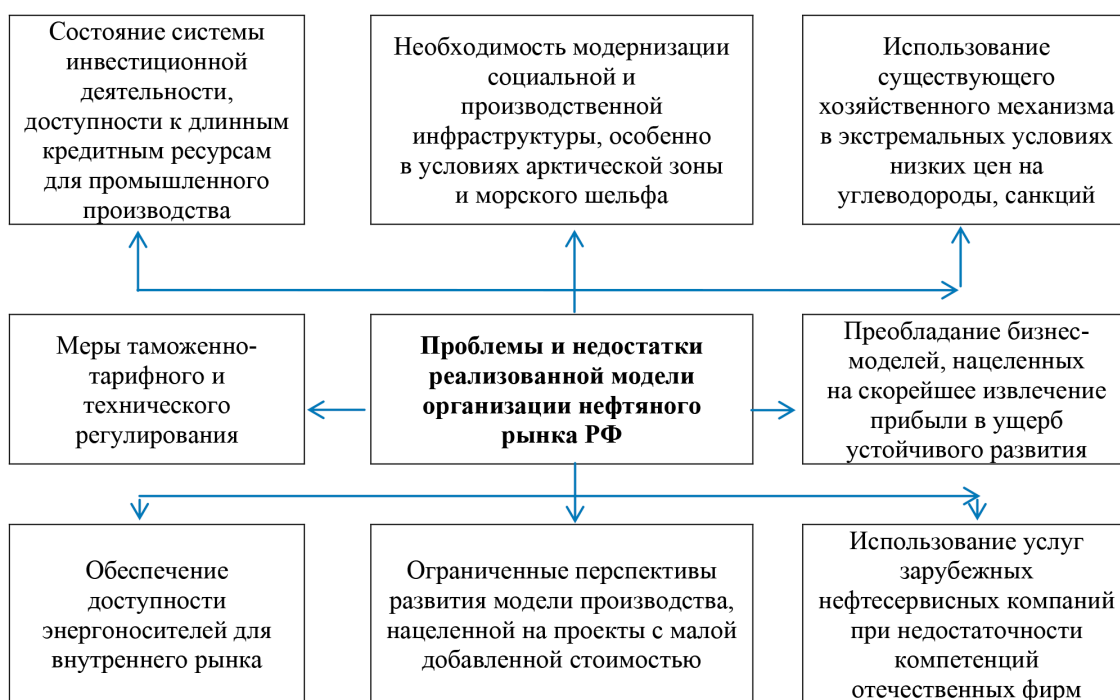 Состояние системы
инвестиционной
деятельности,
доступности к длинным
кредитным ресурсам
для промышленного
производства
Необходимость модернизации
социальной и
производственной
инфраструктуры, особенно
в условиях арктической зоны
и морского шельфа
Использование
существующего
хозяйственного механизма
в экстремальных условиях
низких цен на
углеводороды, санкций
Меры таможенно-
тарифного и
технического
регулирования
Проблемы и недостатки
реализованной модели
организации нефтяного
рынка РФ
Преобладание бизнес-
моделей, нацеленных
на скорейшее извлечение
прибыли в ущерб
устойчивого развития
Обеспечение
доступности
энергоносителей для
внутреннего рынка
Ограниченные перспективы
развития модели производства,
нацеленной на проекты с малой
добавленной стоимостью
Использование услуг
зарубежных
нефтесервисных компаний
при недостаточности
компетенций
отечественных фирм